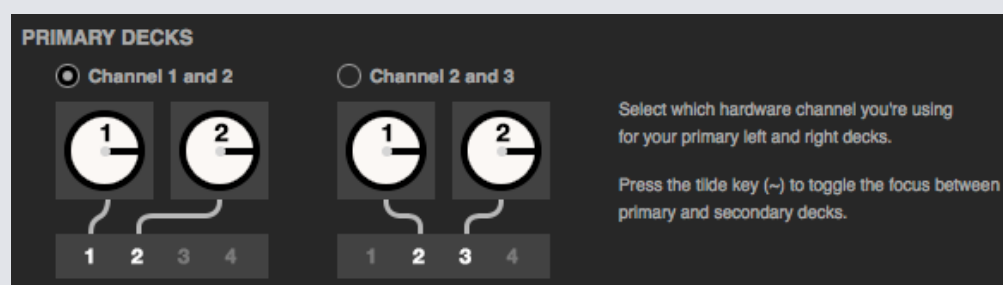 PRIMARY DECKS
Channel 1 and 2
Channel 2 and 3
1 2
1 2
Select which hardware channel you're using
for your primary left and right decks.
Press the tilde key (~) to toggle the focus between
primary and secondary decks.
1 2 3 4
1 2 3 4